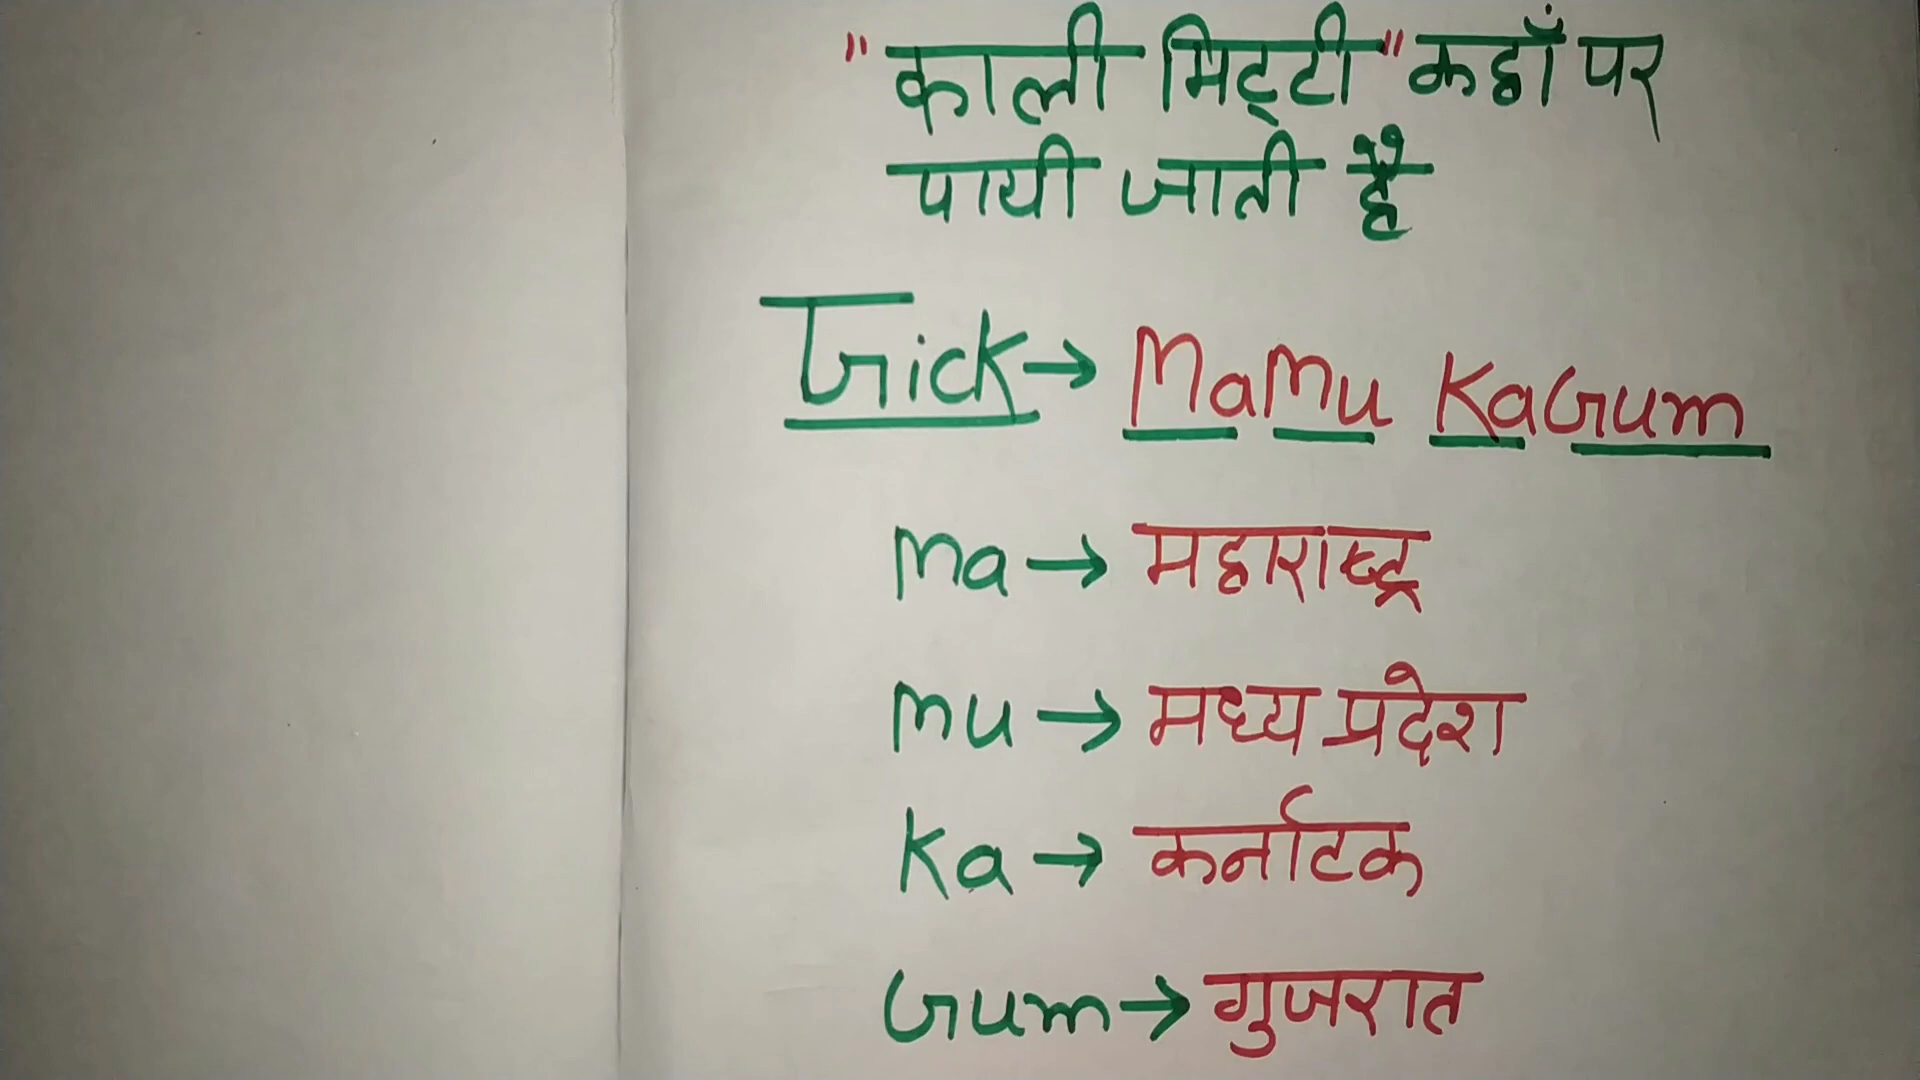 "काली मिट्टी" कहाँ पर
पायी जाती है
Trick → MaMu KaGum
Ma → महाराष्ट्र
Mu → मध्य प्रदेश
Ka → कर्नाटक
Gum → गुजरात